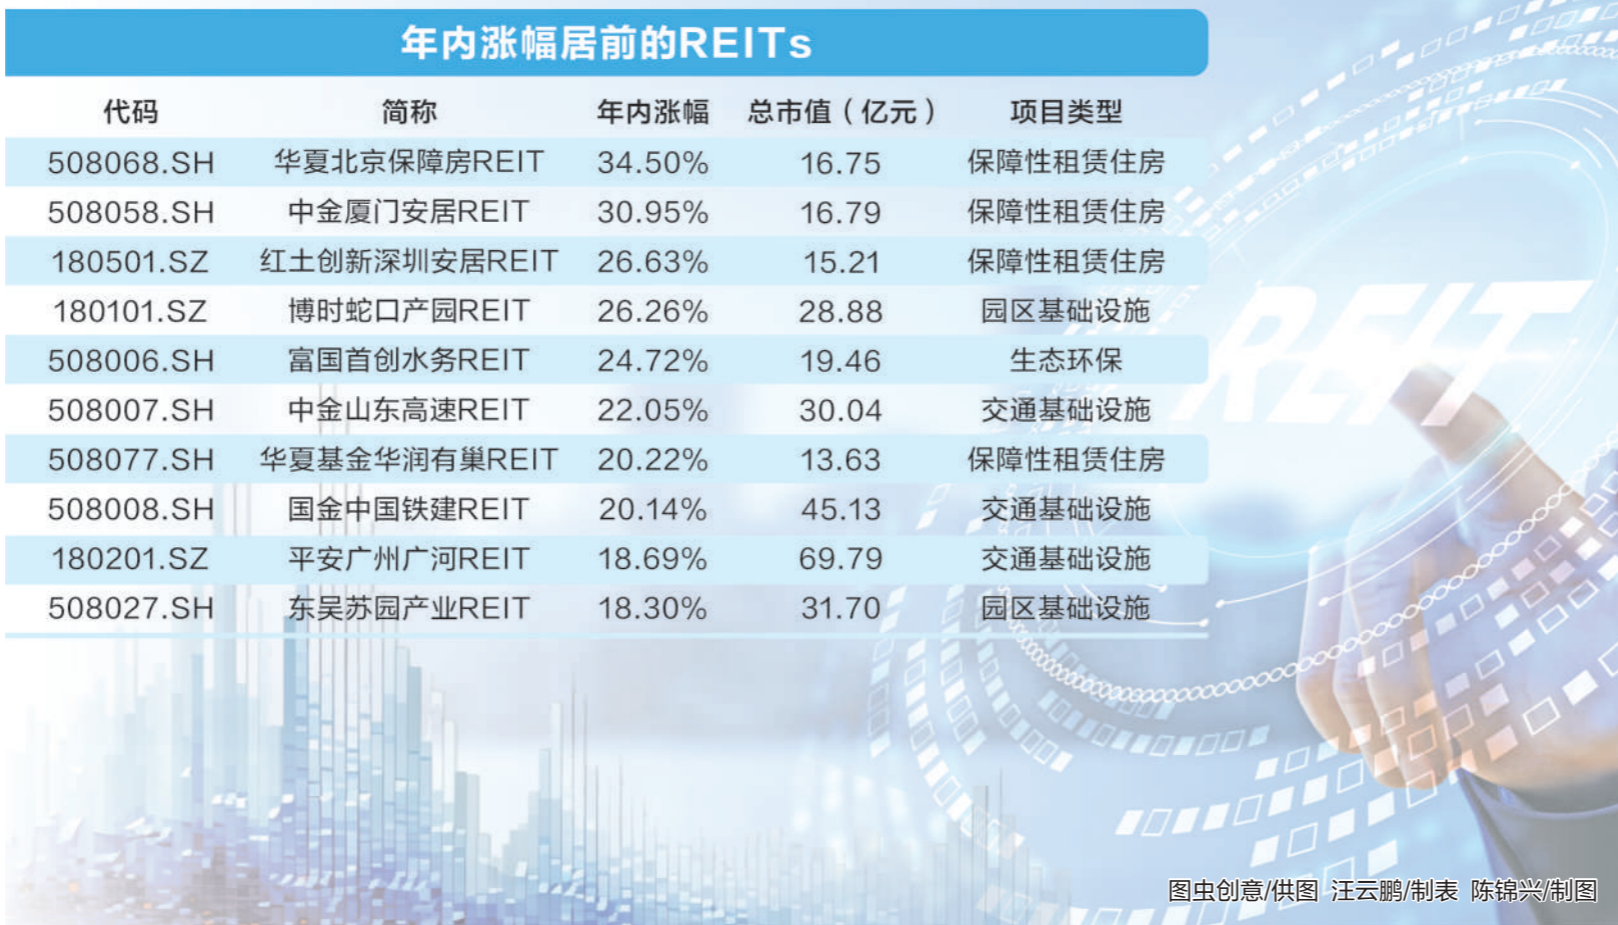 年内涨幅居前的REITs
代码 简称 年内涨幅 总市值（亿元） 项目类型
508068.SH 华夏北京保障房REIT 34.50% 16.75 保障性租赁住房
508058.SH 中金厦门安居REIT 30.95% 16.79 保障性租赁住房
180501.SZ 红土创新深圳安居REIT 26.63% 15.21 保障性租赁住房
180101.SZ 博时蛇口产园REIT 26.26% 28.88 园区基础设施
508006.SH 富国首创水务REIT 24.72% 19.46 生态环保
508007.SH 中金山东高速REIT 22.05% 30.04 交通基础设施
508077.SH 华夏基金华润有巢REIT 20.22% 13.63 保障性租赁住房
508008.SH 国金中国铁建REIT 20.14% 45.13 交通基础设施
180201.SZ 平安广州广河REIT 18.69% 69.79 交通基础设施
508027.SH 东吴苏园产业REIT 18.30% 31.70 园区基础设施
REIT
图虫创意/供图 汪云鹏/制表 陈锦兴/制图